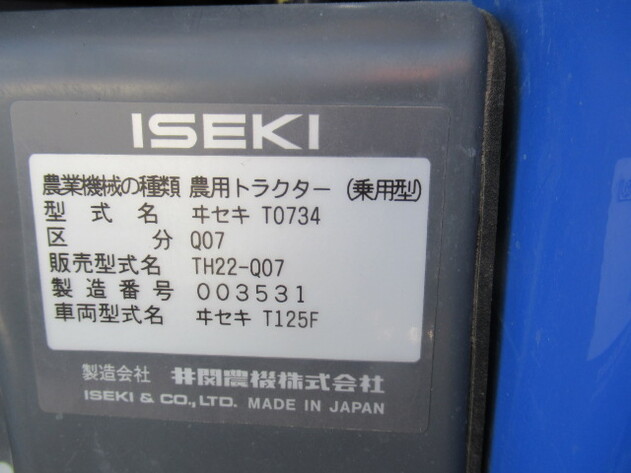 ISEKI
農業機械の種類 農用トラクター (乗用型)
型式名 ヰセキ T0734
区分 Q07
販売型式名 TH22-Q07
製造番号 003531
車両型式名 ヰセキ T125F
製造会社 井関農機株式会社
ISEKI & CO., LTD. MADE IN JAPAN